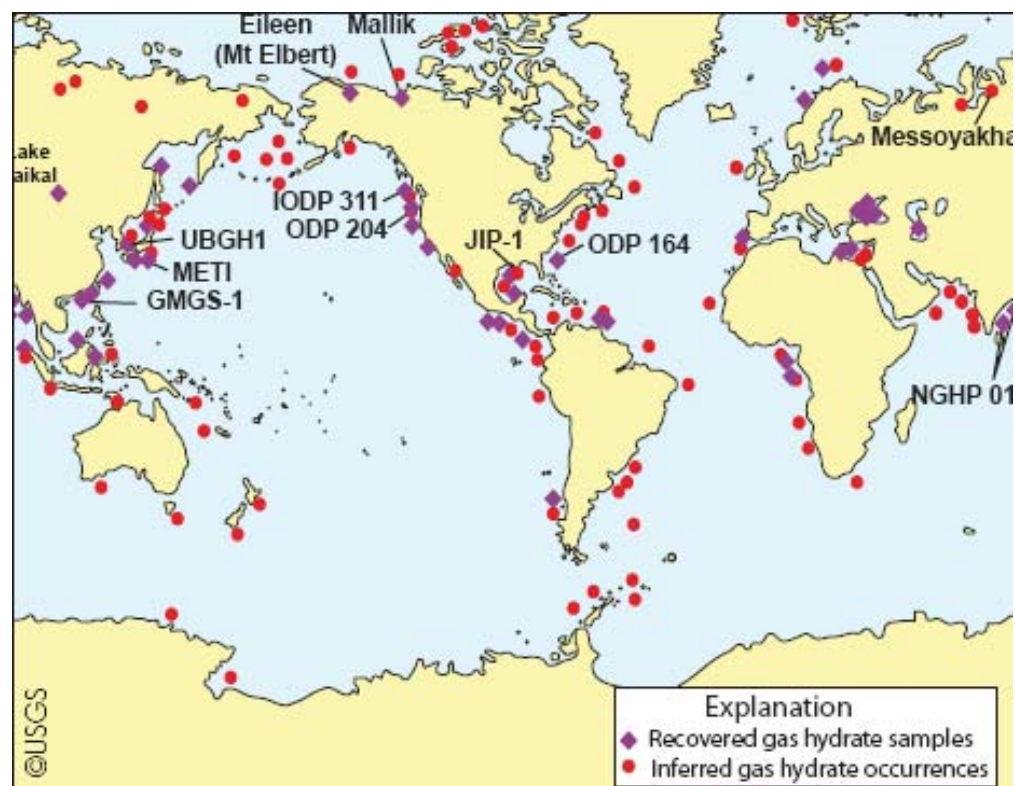 Eileen
(Mt Elbert)
Mallik
Messoyakha
Lake
aikal
IODP 311
ODP 204
UBGH1
JIP-1
ODP 164
METI
GMGS-1
NGHP 01
Explanation
Recovered gas hydrate samples
Inferred gas hydrate occurrences
©USGS